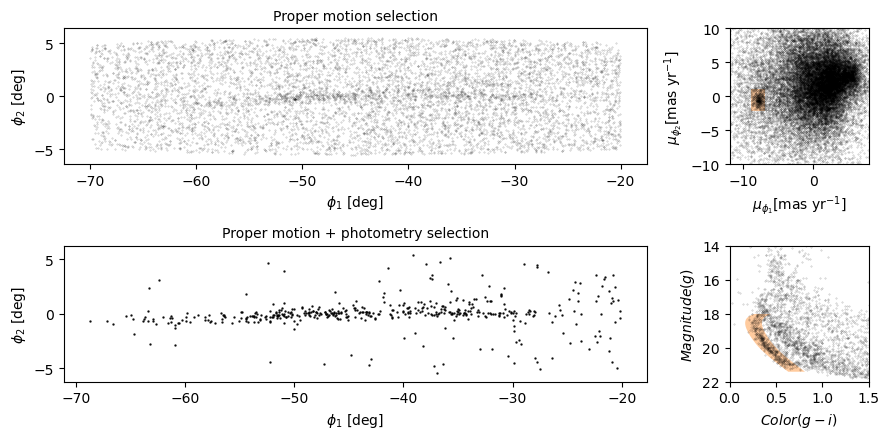 Proper motion selection
5
0
−5
ϕ2 [deg]
−70 −60 −50 −40 −30 −20
ϕ1 [deg]
10
5
0
−5
−10
μϕ2[mas yr−1]
−10 0
μϕ1[mas yr−1]
Proper motion + photometry selection
5
0
−5
ϕ2 [deg]
−70 −60 −50 −40 −30 −20
ϕ1 [deg]
14
16
18
20
22
Magnitude(g)
0.0 0.5 1.0 1.5
Color(g − i)